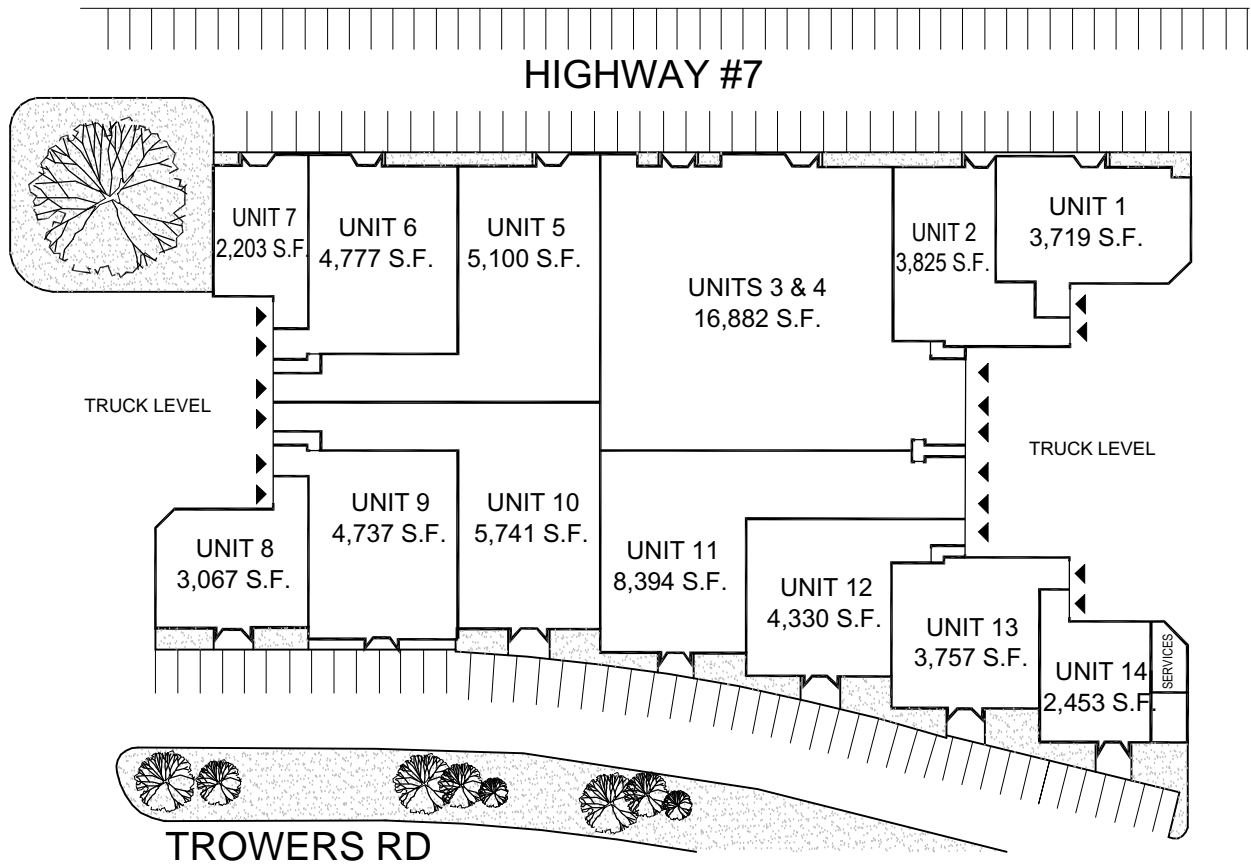 HIGHWAY #7
UNIT 7
2,203 S.F.
UNIT 6
4,777 S.F.
UNIT 5
5,100 S.F.
UNITS 3 & 4
16,882 S.F.
UNIT 2
3,825 S.F.
UNIT 1
3,719 S.F.
TRUCK LEVEL
TRUCK LEVEL
UNIT 8
3,067 S.F.
UNIT 9
4,737 S.F.
UNIT 10
5,741 S.F.
UNIT 11
8,394 S.F.
UNIT 12
4,330 S.F.
UNIT 13
3,757 S.F.
UNIT 14
2,453 S.F.
SERVICES
TROWERS RD